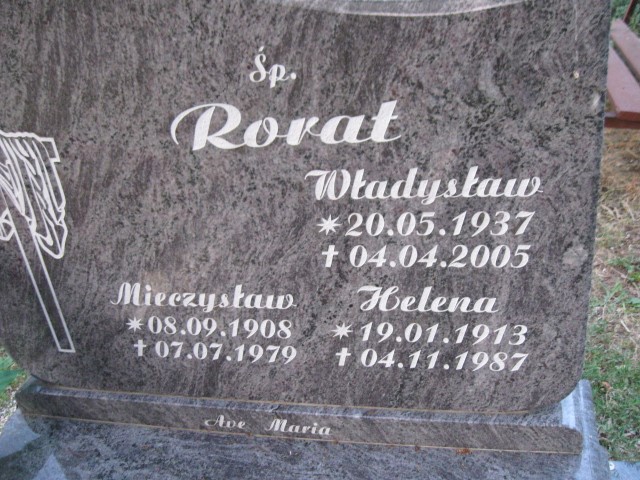 Śp.
Rorat
Władysław
✷20.05.1937
✝04.04.2005
Mieczysław
✷08.09.1908
✝07.07.1979
Helena
✷19.01.1913
✝04.11.1987
Ave Maria